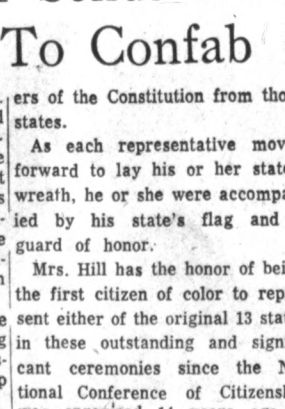 To Confab
ers of the Constitution from tho
states.
As each representative mov
forward to lay his or her stat
wreath, he or she were accompa
ied by his state's flag and
guard of honor.
Mrs. Hill has the honor of bei
the first citizen of color to rep
sent either of the original 13 sta
in these outstanding and sign
cant ceremonies since the N
tional Conference of Citizensh